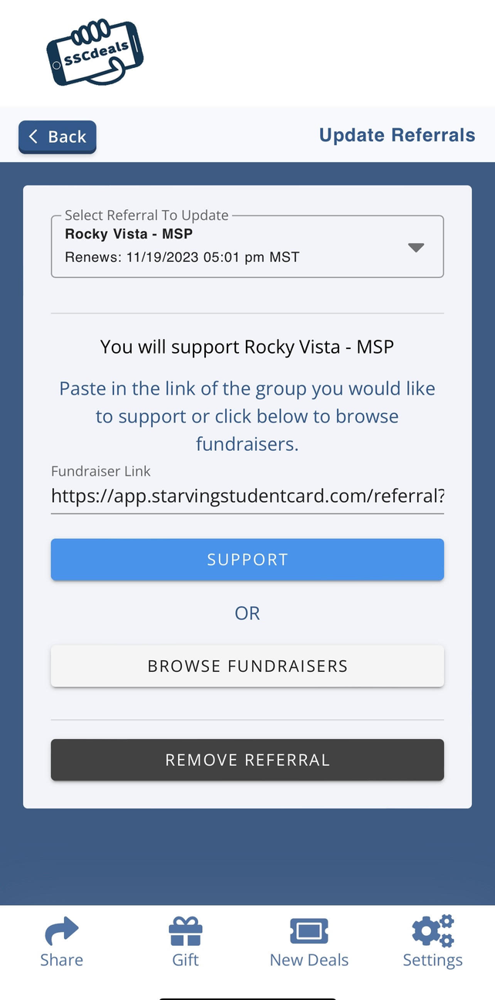 SSCdeals
Back
Update Referrals
Select Referral To Update
Rocky Vista - MSP
Renews: 11/19/2023 05:01 pm MST
You will support Rocky Vista - MSP
Paste in the link of the group you would like
to support or click below to browse
fundraisers.
Fundraiser Link
https://app.starvingstudentcard.com/referral?
SUPPORT
OR
BROWSE FUNDRAISERS
REMOVE REFERRAL
Share
Gift
New Deals
Settings